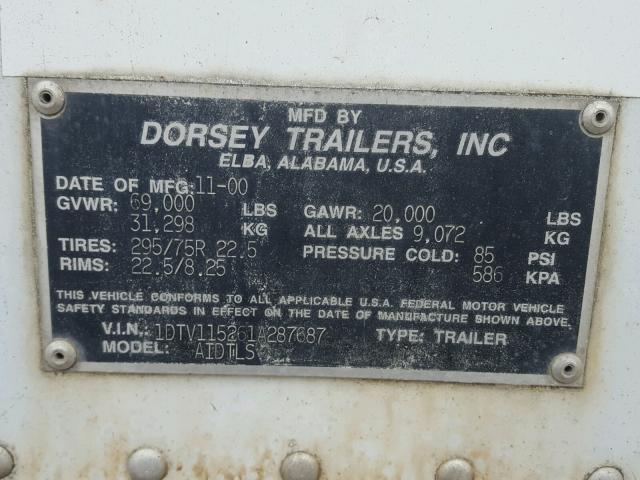 MFD BY
DORSEY TRAILERS, INC
ELBA, ALABAMA, U.S.A.
DATE OF MFG: 11-00
GVWR: 69,000 LBS GAWR: 20,000 LBS
31,298 KG ALL AXLES 9,072 KG
TIRES: 295/75R 22.5 PRESSURE COLD: 85 PSI
RIMS: 22.5/8.25 586 KPA
THIS VEHICLE CONFORMS TO ALL APPLICABLE U.S.A. FEDERAL MOTOR VEHICLE
SAFETY STANDARDS IN EFFECT ON THE DATE OF MANUFACTURE SHOWN ABOVE.
V.I.N.: 1DTV115261A287687 TYPE: TRAILER
MODEL: AIDTLS